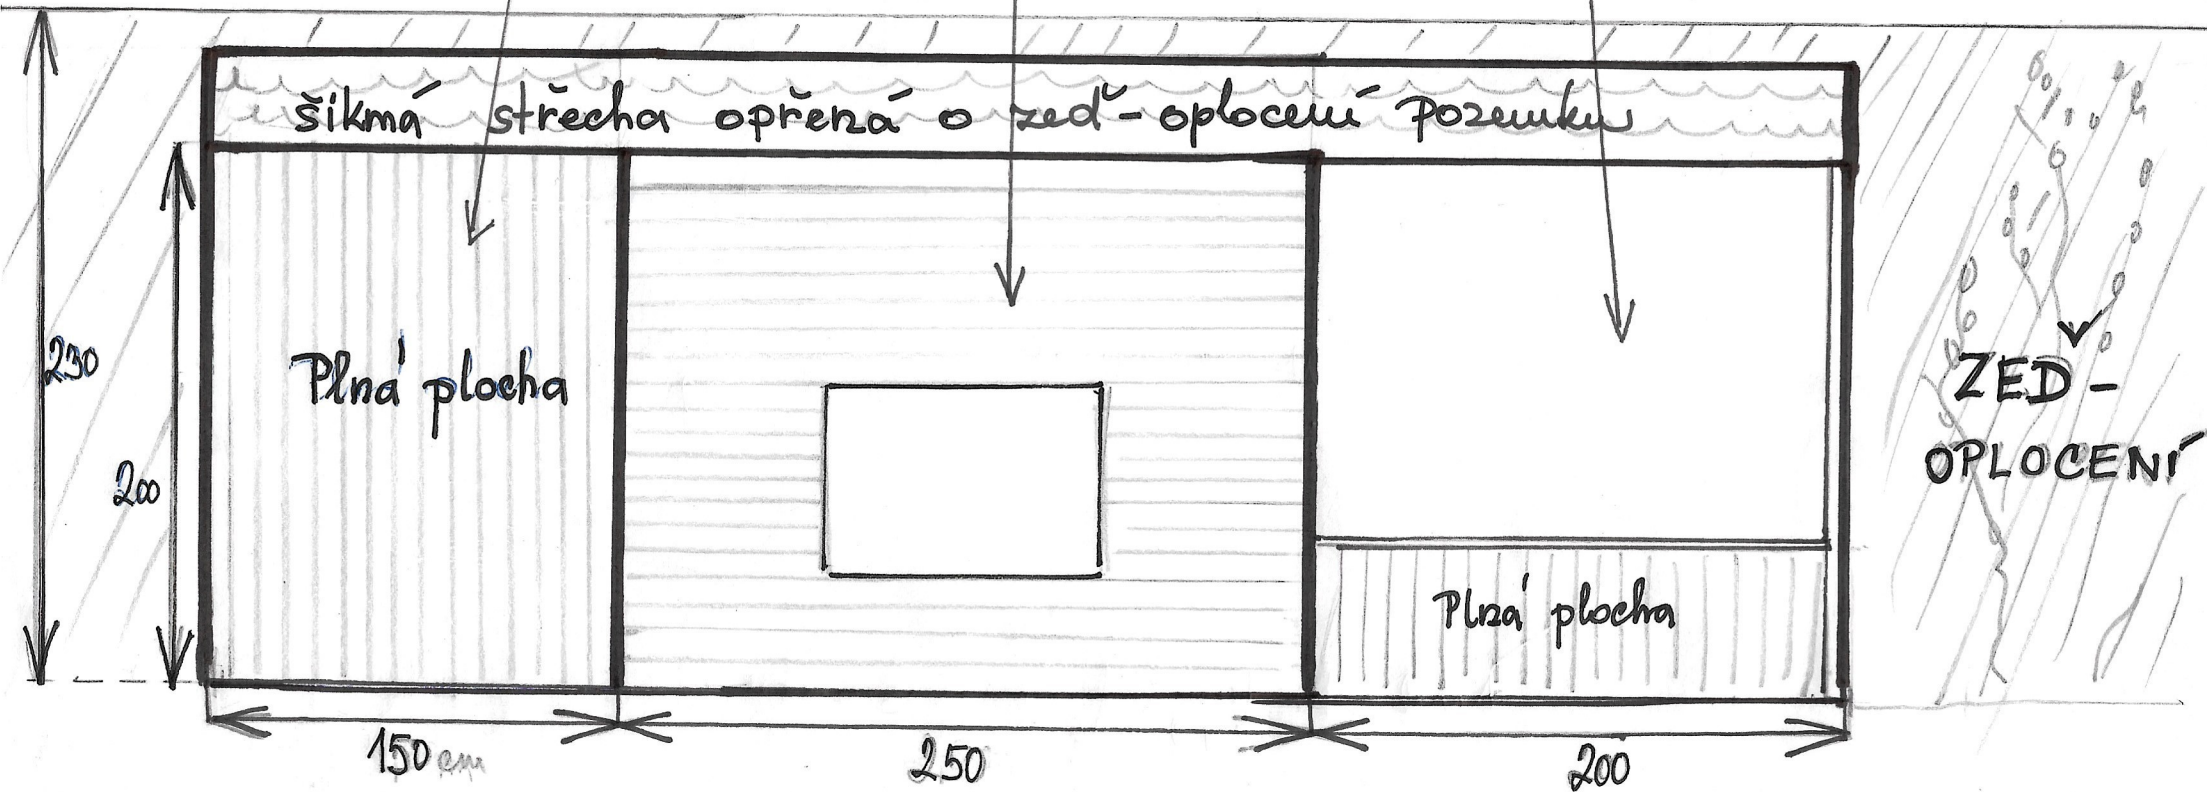 šikmá střecha opřená o zeď - oplocení pozemku
230
200
Plná plocha
ZEĎ -
OPLOCENÍ
Plná plocha
150 cm
250
200